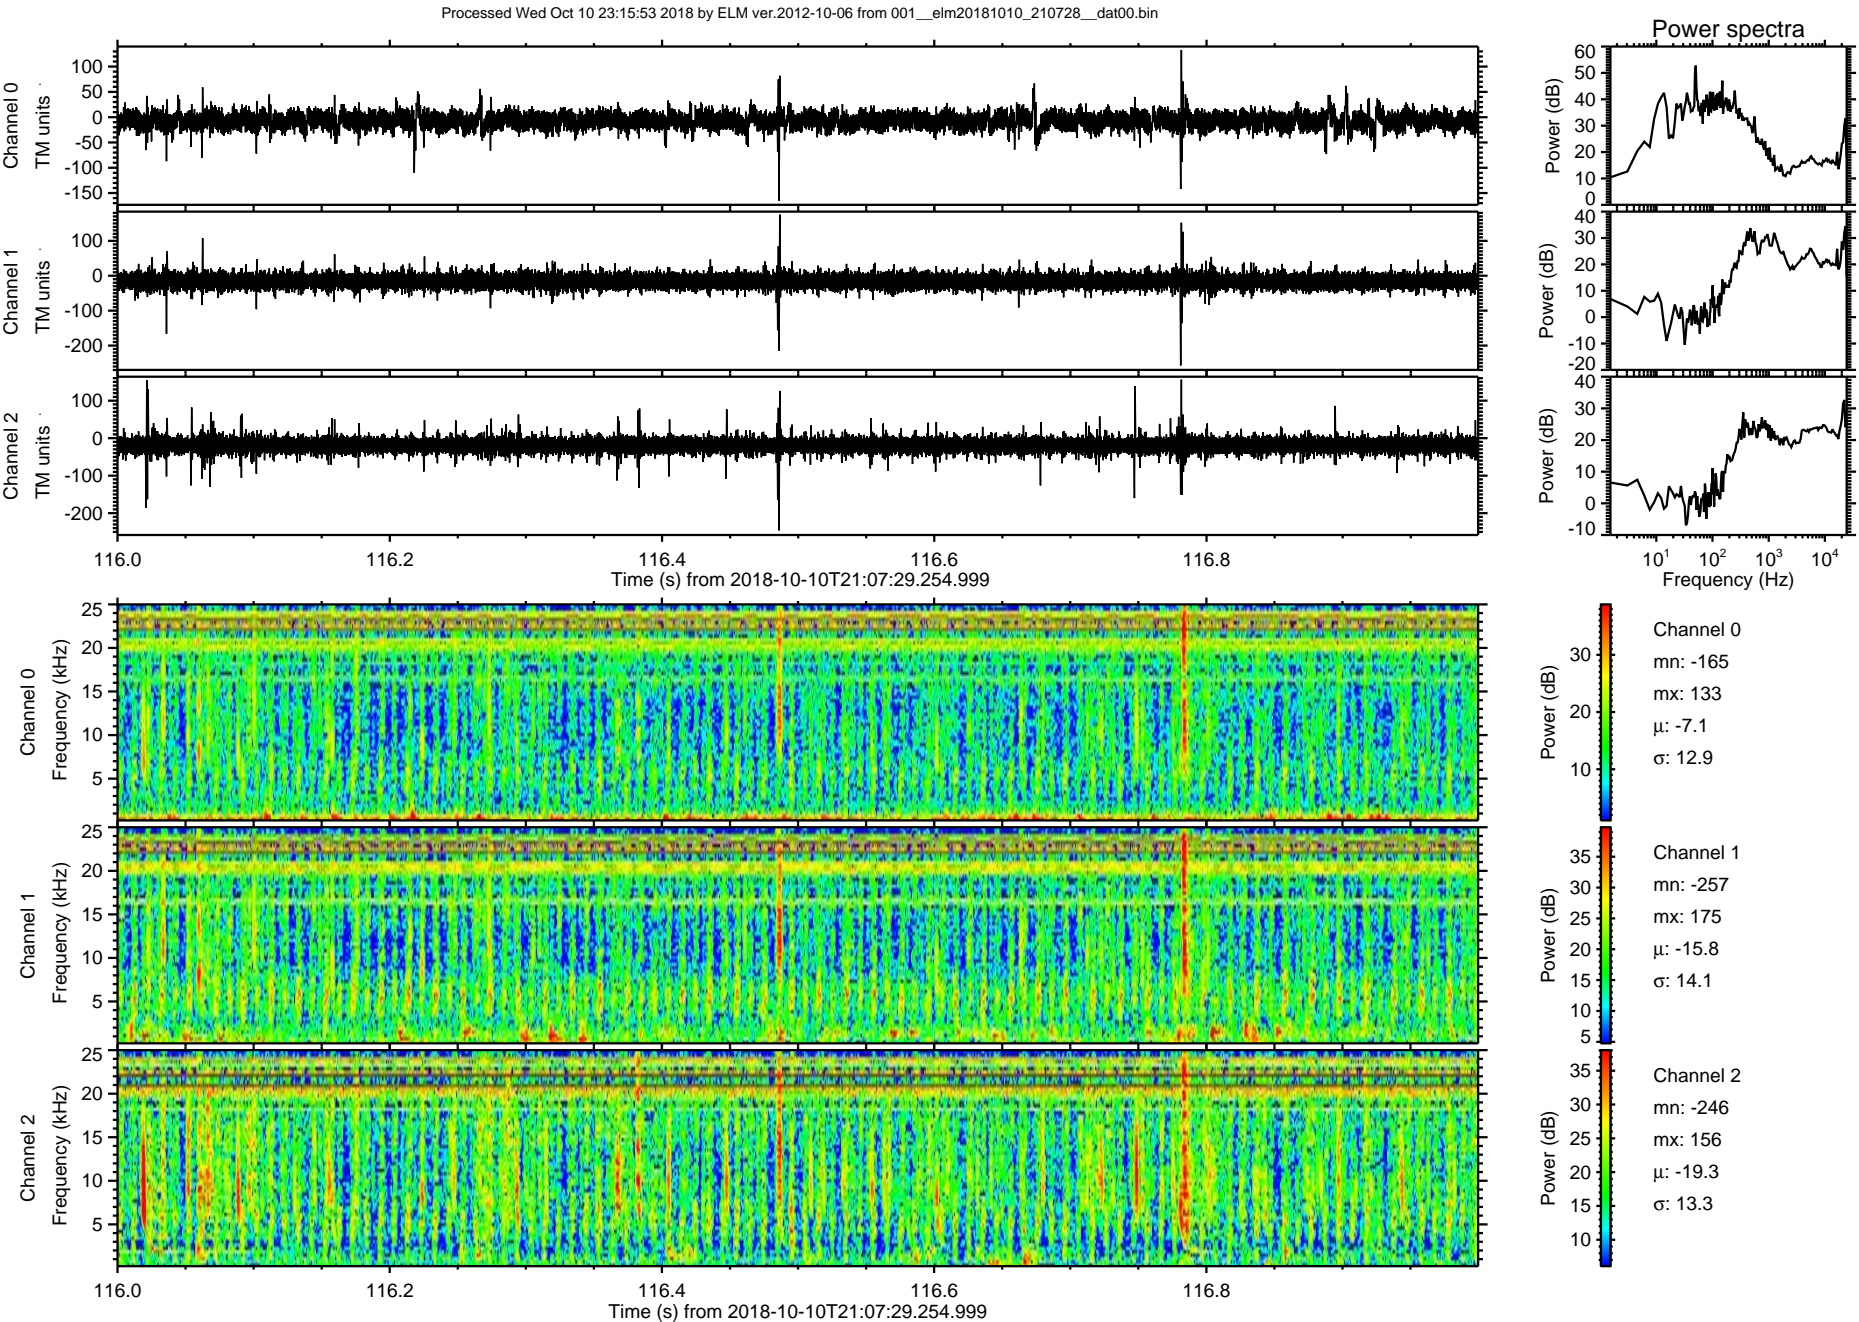 Processed Wed Oct 10 23:15:53 2018 by ELM ver.2012-10-06 from 001__elm20181010_210728__dat00.bin
Power spectra
Channel 0
TM units
100
50
0
-50
-100
-150
Power (dB)
60
50
40
30
20
10
0
Channel 1
TM units
100
0
-100
-200
Power (dB)
40
30
20
10
0
-10
-20
Channel 2
TM units
100
0
-100
-200
Power (dB)
40
30
20
10
0
-10
116.0 116.2 116.4 116.6 116.8
Time (s) from 2018-10-10T21:07:29.254.999
10^1 10^2 10^3 10^4
Frequency (Hz)
Channel 0
Frequency (kHz)
25
20
15
10
5
Power (dB)
30
20
10
Channel 0
mn: -165
mx: 133
μ: -7.1
σ: 12.9
Channel 1
Frequency (kHz)
25
20
15
10
5
Power (dB)
35
30
25
20
15
10
5
Channel 1
mn: -257
mx: 175
μ: -15.8
σ: 14.1
Channel 2
Frequency (kHz)
25
20
15
10
5
Power (dB)
35
30
25
20
15
10
Channel 2
mn: -246
mx: 156
μ: -19.3
σ: 13.3
116.0 116.2 116.4 116.6 116.8
Time (s) from 2018-10-10T21:07:29.254.999